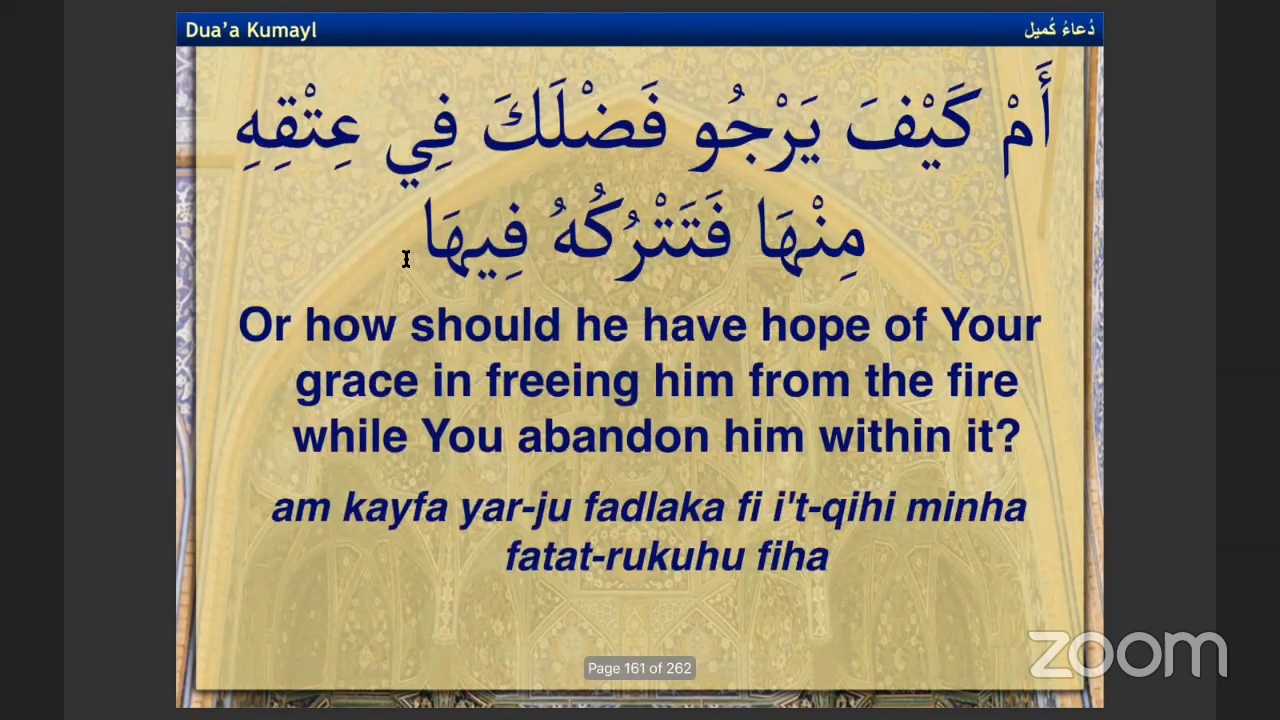 Dua’a Kumayl
دُعاءُ كُميل
أَمْ كَيْفَ يَرْجُو فَضْلَكَ فِي عِتْقِهِ
مِنْهَا فَتَتْرُكُهُ فِيهَا
Or how should he have hope of Your
grace in freeing him from the fire
while You abandon him within it?
am kayfa yar-ju fadlaka fi i't-qihi minha
fatat-rukuhu fiha
Page 161 of 262
zoom